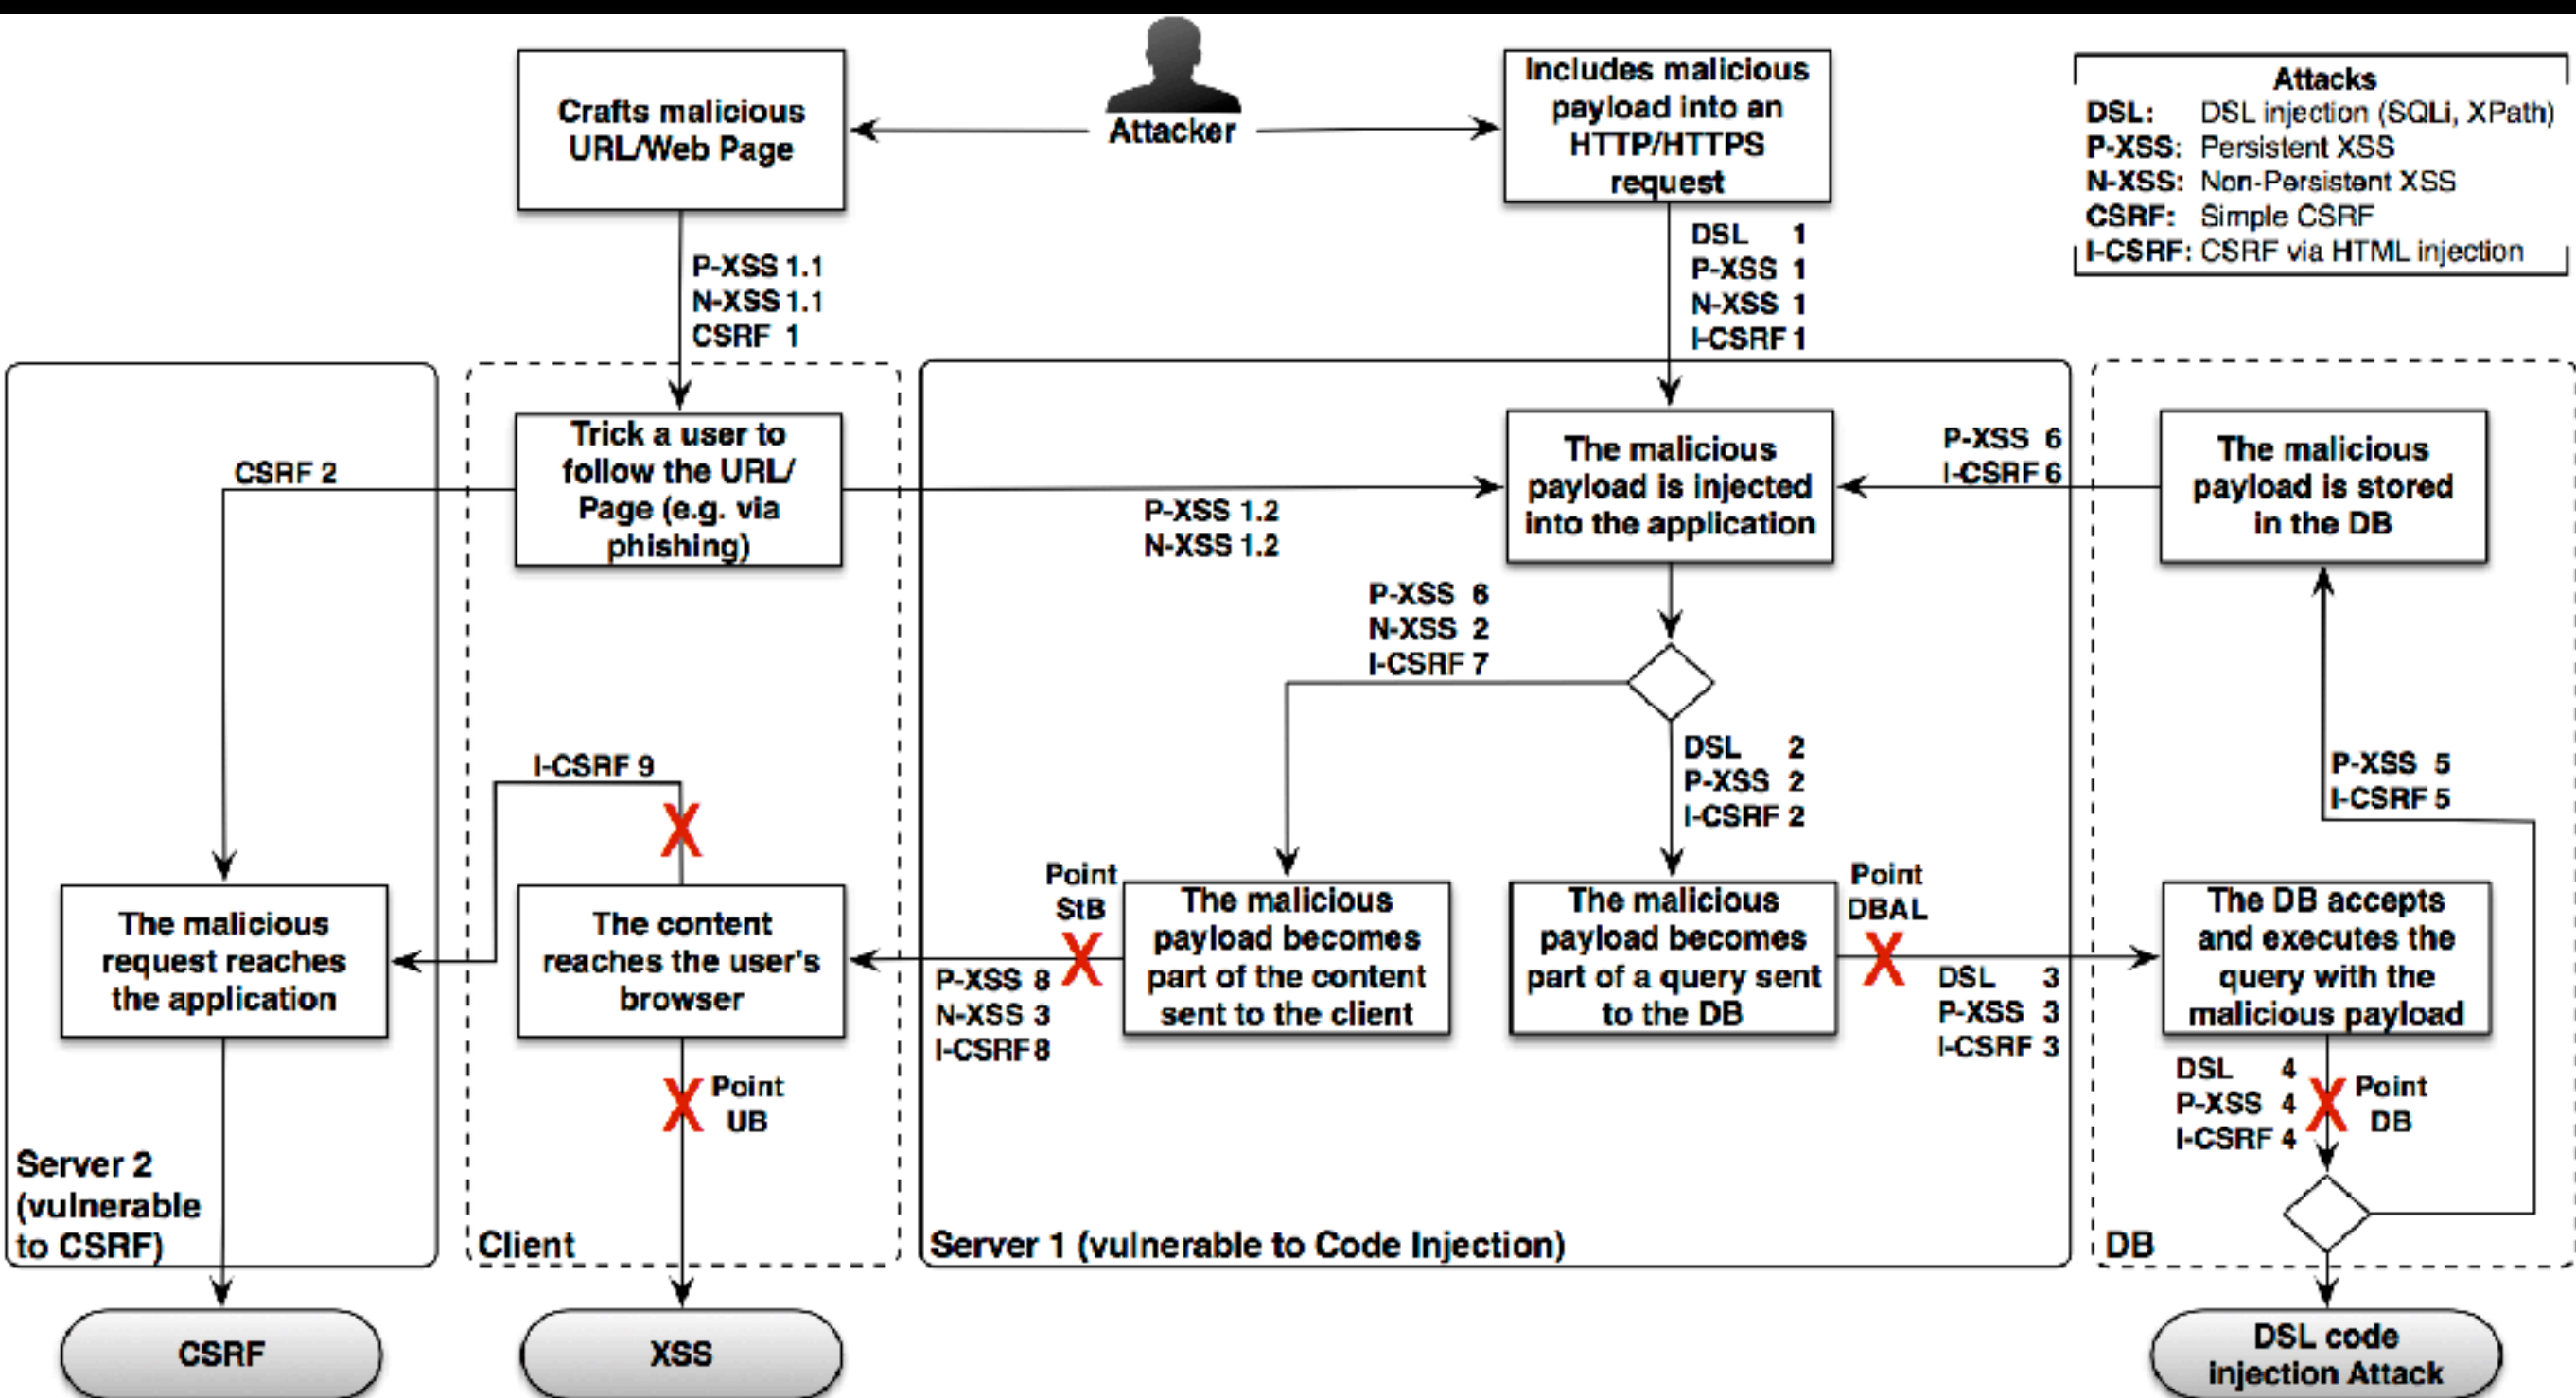 Crafts malicious
URL/Web Page
Attacker
Includes malicious
payload into an
HTTP/HTTPS
request
Attacks
DSL: DSL injection (SQLi, XPath)
P-XSS: Persistent XSS
N-XSS: Non-Persistent XSS
CSRF: Simple CSRF
I-CSRF: CSRF via HTML injection
P-XSS 1.1
N-XSS 1.1
CSRF 1
DSL 1
P-XSS 1
N-XSS 1
I-CSRF 1
CSRF 2
Trick a user to
follow the URL/
Page (e.g. via
phishing)
P-XSS 1.2
N-XSS 1.2
The malicious
payload is injected
into the application
P-XSS 6
I-CSRF 6
The malicious
payload is stored
in the DB
P-XSS 6
N-XSS 2
I-CSRF 7
DSL 2
P-XSS 2
I-CSRF 2
P-XSS 5
I-CSRF 5
I-CSRF 9
The malicious
request reaches
the application
The content
reaches the user's
browser
Point
StB
X
X
P-XSS 8
N-XSS 3
I-CSRF 8
The malicious
payload becomes
part of the content
sent to the client
The malicious
payload becomes
part of a query sent
to the DB
Point
DBAL
X
DSL 3
P-XSS 3
I-CSRF 3
The DB accepts
and executes the
query with the
malicious payload
X
Point
UB
DSL 4
P-XSS 4
I-CSRF 4
X
Point
DB
Server 2
(vulnerable
to CSRF)
Client
Server 1 (vulnerable to Code Injection)
DB
CSRF
XSS
DSL code
injection Attack